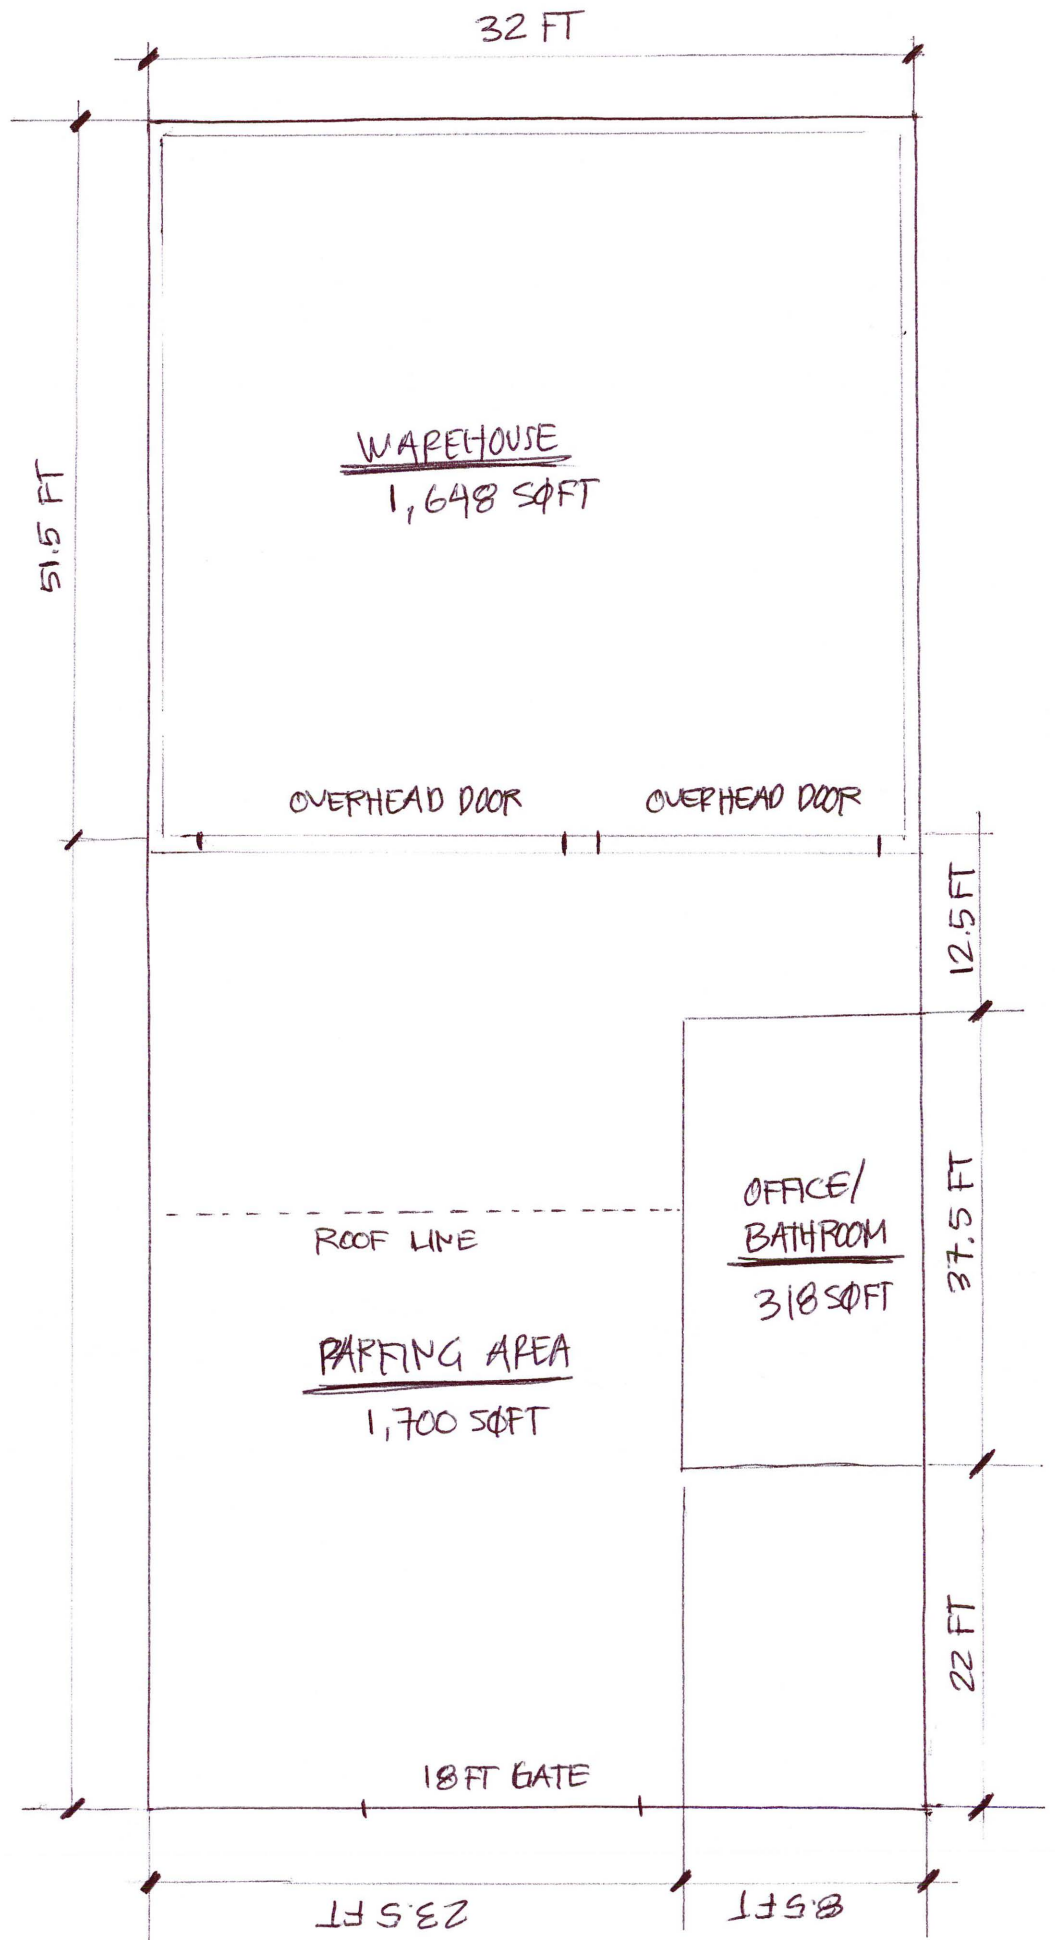 32 FT
51.5 FT
WAREHOUSE
1,648 SQFT
OVERHEAD DOOR
OVERHEAD DOOR
12.5 FT
37.5 FT
OFFICE/
BATHROOM
318 SQFT
ROOF LINE
PARKING AREA
1,700 SQFT
22 FT
18 FT GATE
23.5 FT
8.5 FT